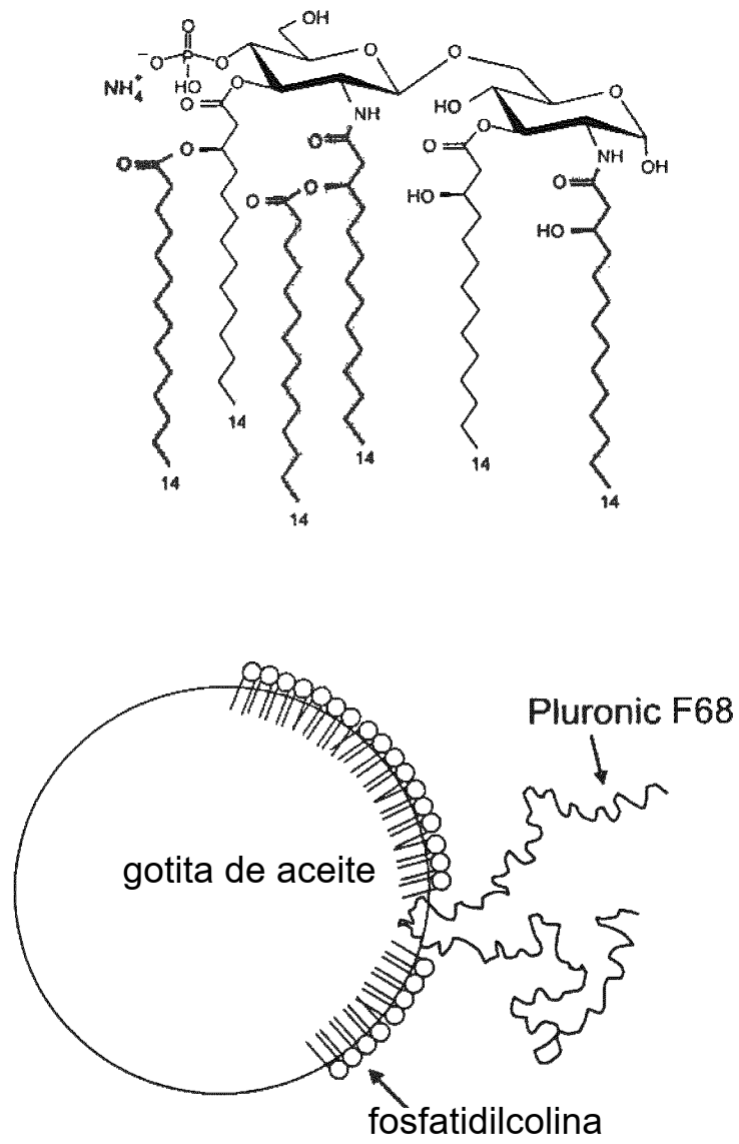 OH
O
O P O O O
HO
NH4+
O O NH HO O NH OH
O O O O O
O O O HO HO
14
14
14
14
14
14
Pluronic F68
gotita de aceite
fosfatidilcolina